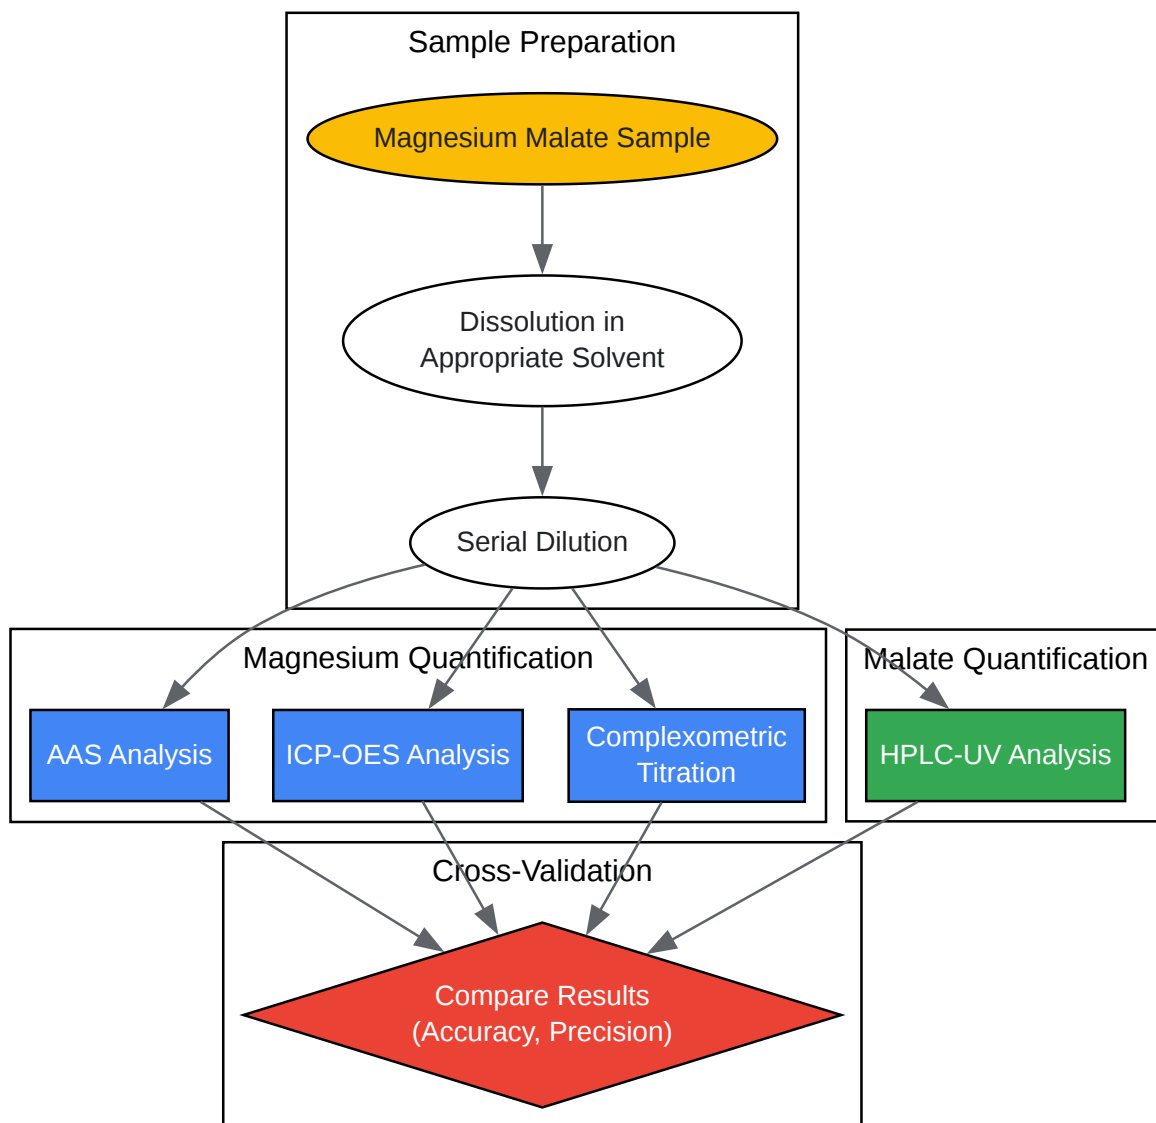 Sample Preparation
Magnesium Malate Sample
Dissolution in
Appropriate Solvent
Serial Dilution
Magnesium Quantification
Malate Quantification
AAS Analysis
ICP-OES Analysis
Complexometric
Titration
HPLC-UV Analysis
Cross-Validation
Compare Results
(Accuracy, Precision)